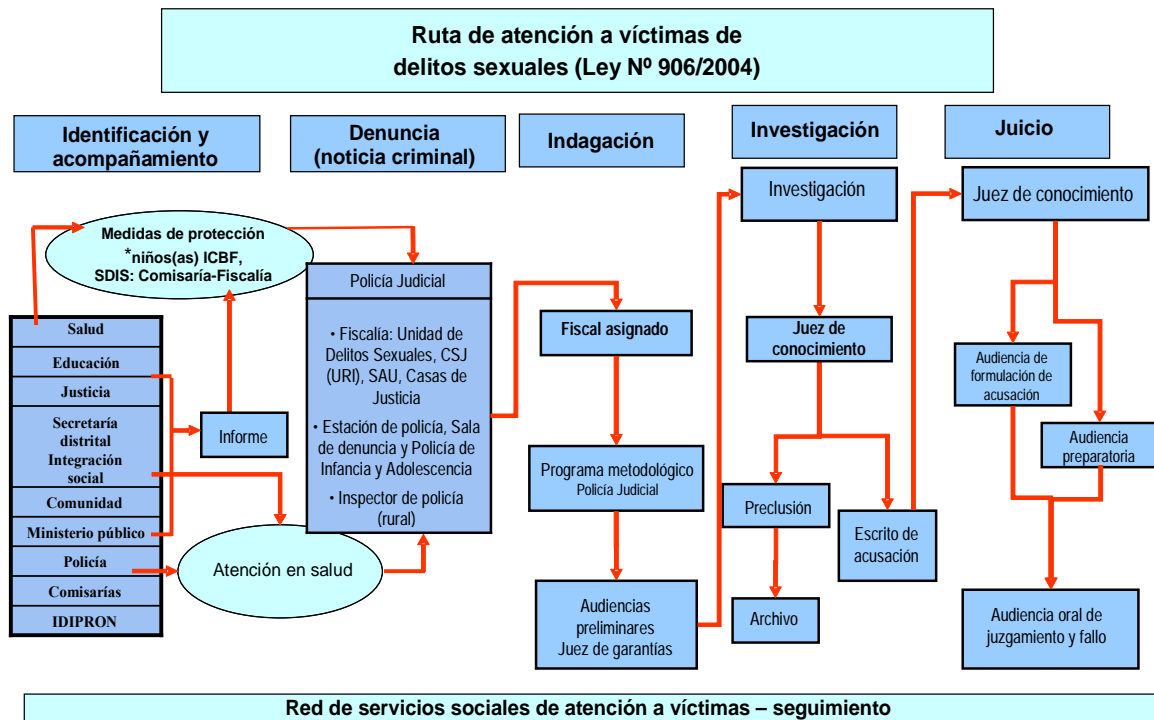 Ruta de atención a víctimas de
delitos sexuales (Ley Nº 906/2004)
Identificación y
acompañamiento
Denuncia
(noticia criminal)
Indagación
Investigación
Juicio
Medidas de protección
*niños(as) ICBF,
SDIS: Comisaría-Fiscalía
Salud
Educación
Justicia
Secretaría
distrital
Integración
social
Comunidad
Ministerio público
Policía
Comisarías
IDIPRON
Informe
Atención en salud
Policía Judicial
• Fiscalía: Unidad de
Delitos Sexuales, CSJ
(URI), SAU, Casas de
Justicia
• Estación de policía, Sala
de denuncia y Policía de
Infancia y Adolescencia
• Inspector de policía
(rural)
Fiscal asignado
Programa metodológico
Policía Judicial
Audiencias
preliminares
Juez de garantías
Investigación
Juez de
conocimiento
Preclusión
Archivo
Escrito de
acusación
Juez de conocimiento
Audiencia de
formulación de
acusación
Audiencia
preparatoria
Audiencia oral de
juzgamiento y fallo
Red de servicios sociales de atención a víctimas – seguimiento